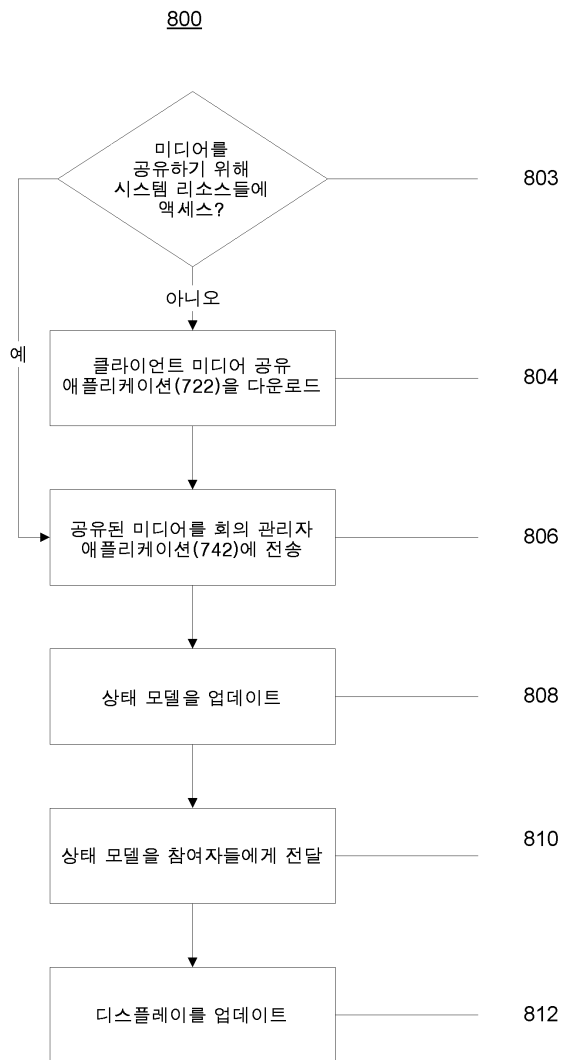 800
미디어를
공유하기 위해
시스템 리소스들에
액세스?
803
아니오
예
클라이언트 미디어 공유
애플리케이션(722)을 다운로드
804
공유된 미디어를 회의 관리자
애플리케이션(742)에 전송
806
상태 모델을 업데이트
808
상태 모델을 참여자들에게 전달
810
디스플레이를 업데이트
812